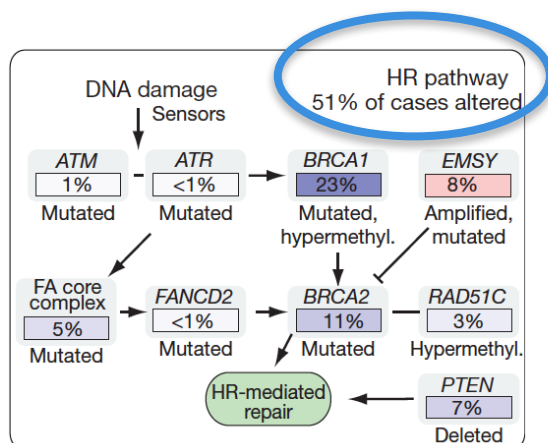 HR pathway
51% of cases altered
DNA damage
Sensors
ATM
1%
Mutated
ATR
<1%
Mutated
BRCA1
23%
Mutated,
hypermethyl.
EMSY
8%
Amplified,
mutated
FA core
complex
5%
Mutated
FANCD2
<1%
Mutated
BRCA2
11%
Mutated
RAD51C
3%
Hypermethyl.
HR-mediated
repair
PTEN
7%
Deleted